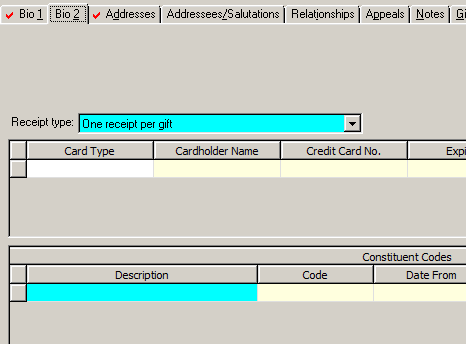 Bio 1 Bio 2 Addresses Addressees/Salutations Relationships Appeals Notes
Receipt type: One receipt per gift
Card Type Cardholder Name Credit Card No. Expi
Constituent Codes
Description Code Date From